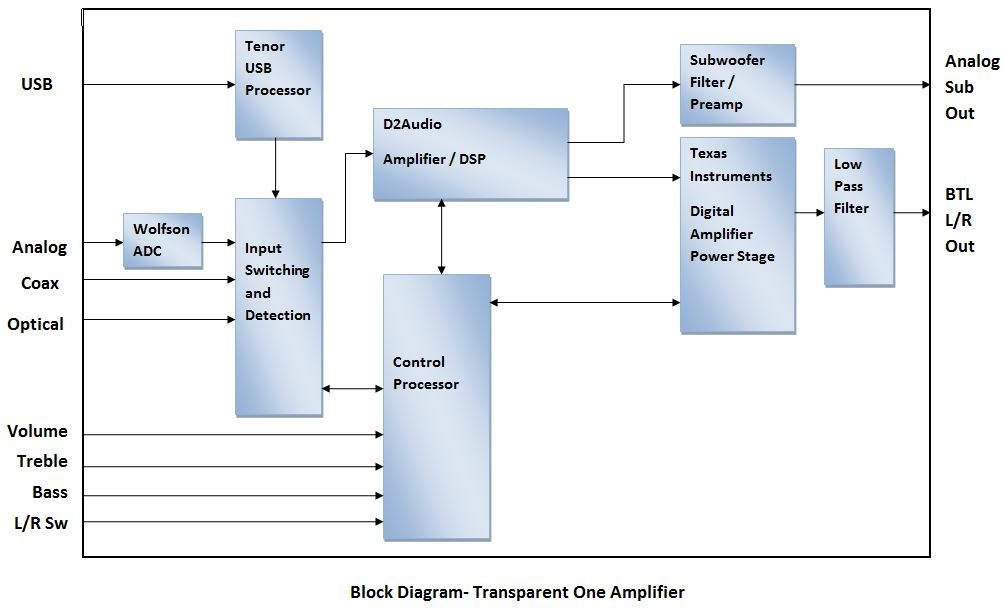 Tenor
USB
Processor
Subwoofer
Filter /
Preamp
Analog
Sub
Out
USB
D2Audio
Amplifier / DSP
Texas
Instruments
Digital
Amplifier
Power Stage
Low
Pass
Filter
BTL
L/R
Out
Wolfson
ADC
Analog
Coax
Optical
Input
Switching
and
Detection
Control
Processor
Volume
Treble
Bass
L/R Sw
Block Diagram- Transparent One Amplifier